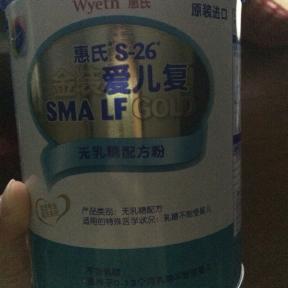 Wyeth 惠氏
原装进口
惠氏 S-26
金装爱儿复
SMA LF GOLD
无乳糖配方粉
产品类别：无乳糖配方
适用的特殊医学状况：乳糖不耐受婴儿